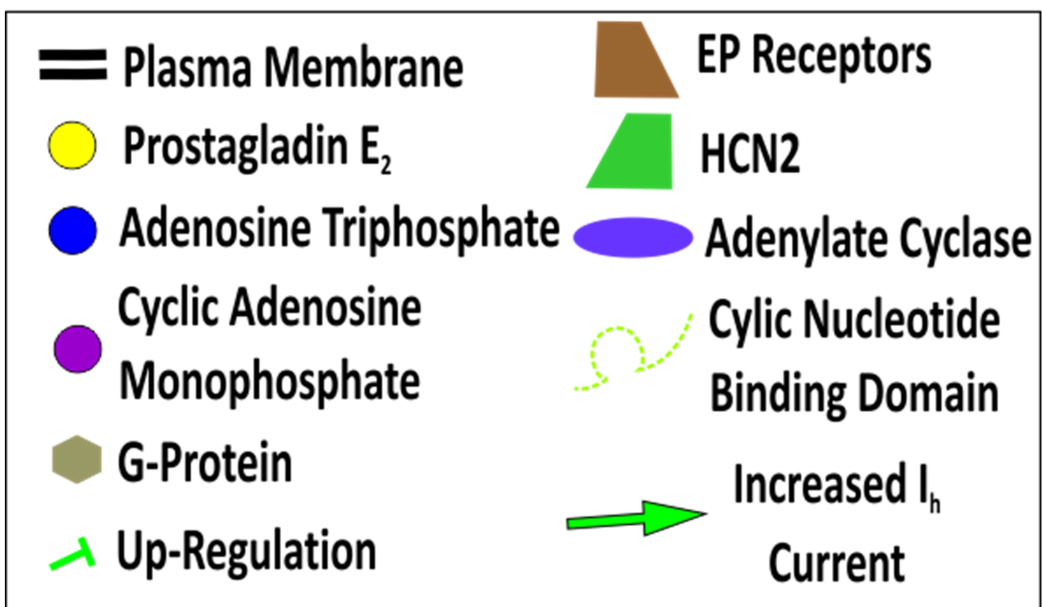 Plasma Membrane
Prostagladin E₂
Adenosine Triphosphate
Cyclic Adenosine
Monophosphate
G-Protein
Up-Regulation
EP Receptors
HCN2
Adenylate Cyclase
Cylic Nucleotide
Binding Domain
Increased Iₕ
Current